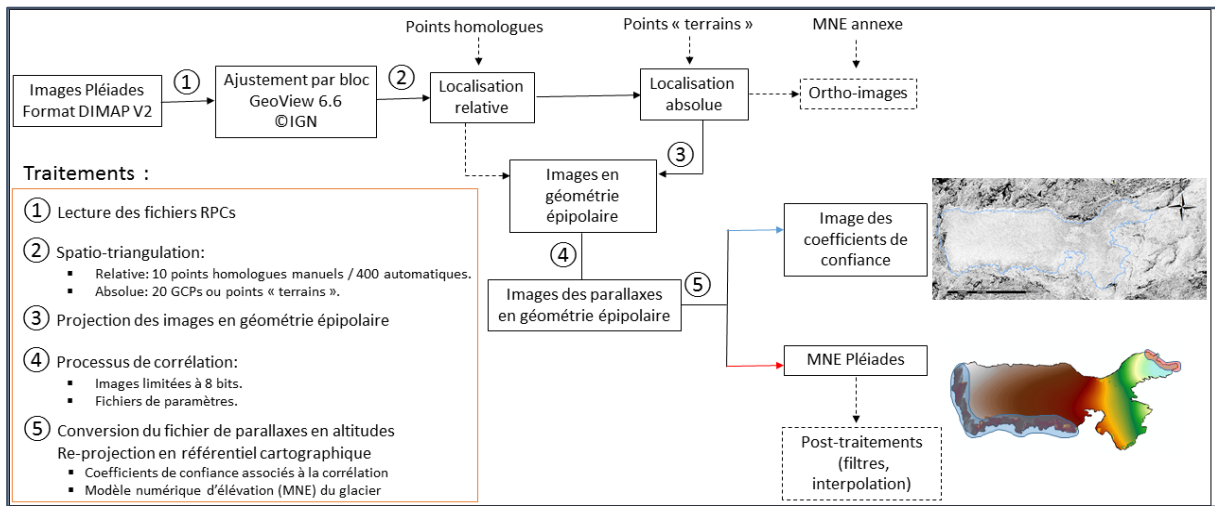 Points homologues
Points « terrains »
MNE annexe
Images Pléiades
Format DIMAP V2
1
Ajustement par bloc
GeoView 6.6
©IGN
2
Localisation
relative
Localisation
absolue
Ortho-images
3
Images en
géométrie
épipolaire
4
Images des parallaxes
en géométrie épipolaire
5
Image des
coefficients de
confiance
MNE Pléiades
Post-traitements
(filtres,
interpolation)
Traitements :
1 Lecture des fichiers RPCs
2 Spatio-triangulation:
▪ Relative: 10 points homologues manuels / 400 automatiques.
▪ Absolue: 20 GCPs ou points « terrains ».
3 Projection des images en géométrie épipolaire
4 Processus de corrélation:
▪ Images limitées à 8 bits.
▪ Fichiers de paramètres.
5 Conversion du fichier de parallaxes en altitudes
Re-projection en référentiel cartographique
▪ Coefficients de confiance associés à la corrélation
▪ Modèle numérique d'élévation (MNE) du glacier